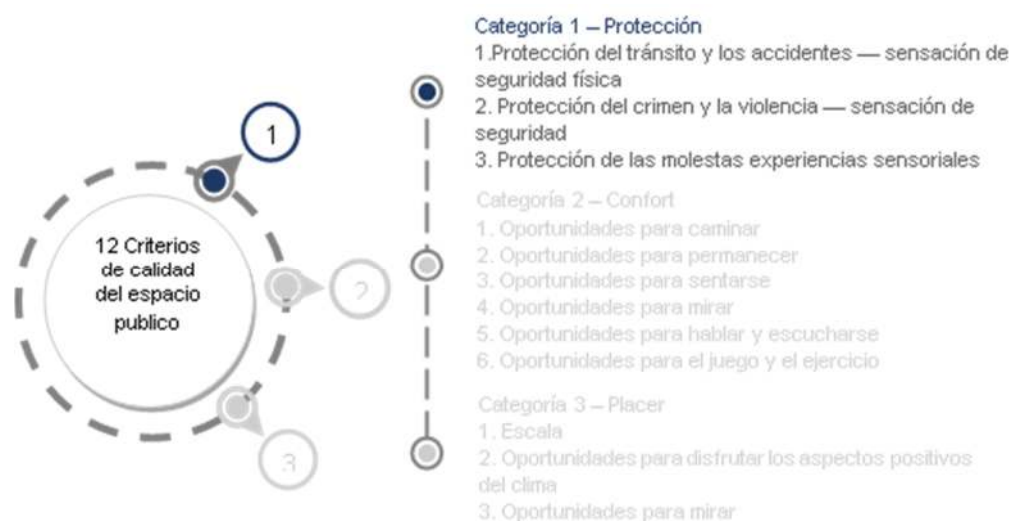 12 Criterios
de calidad
del espacio
publico
1
2
3
Categoría 1 – Protección
1.Protección del tránsito y los accidentes — sensación de
seguridad física
2. Protección del crimen y la violencia — sensación de
seguridad
3. Protección de las molestas experiencias sensoriales
Categoría 2 – Confort
1. Oportunidades para caminar
2. Oportunidades para permanecer
3. Oportunidades para sentarse
4. Oportunidades para mirar
5. Oportunidades para hablar y escucharse
6. Oportunidades para el juego y el ejercicio
Categoría 3 – Placer
1. Escala
2. Oportunidades para disfrutar los aspectos positivos
del clima
3. Oportunidades para mirar